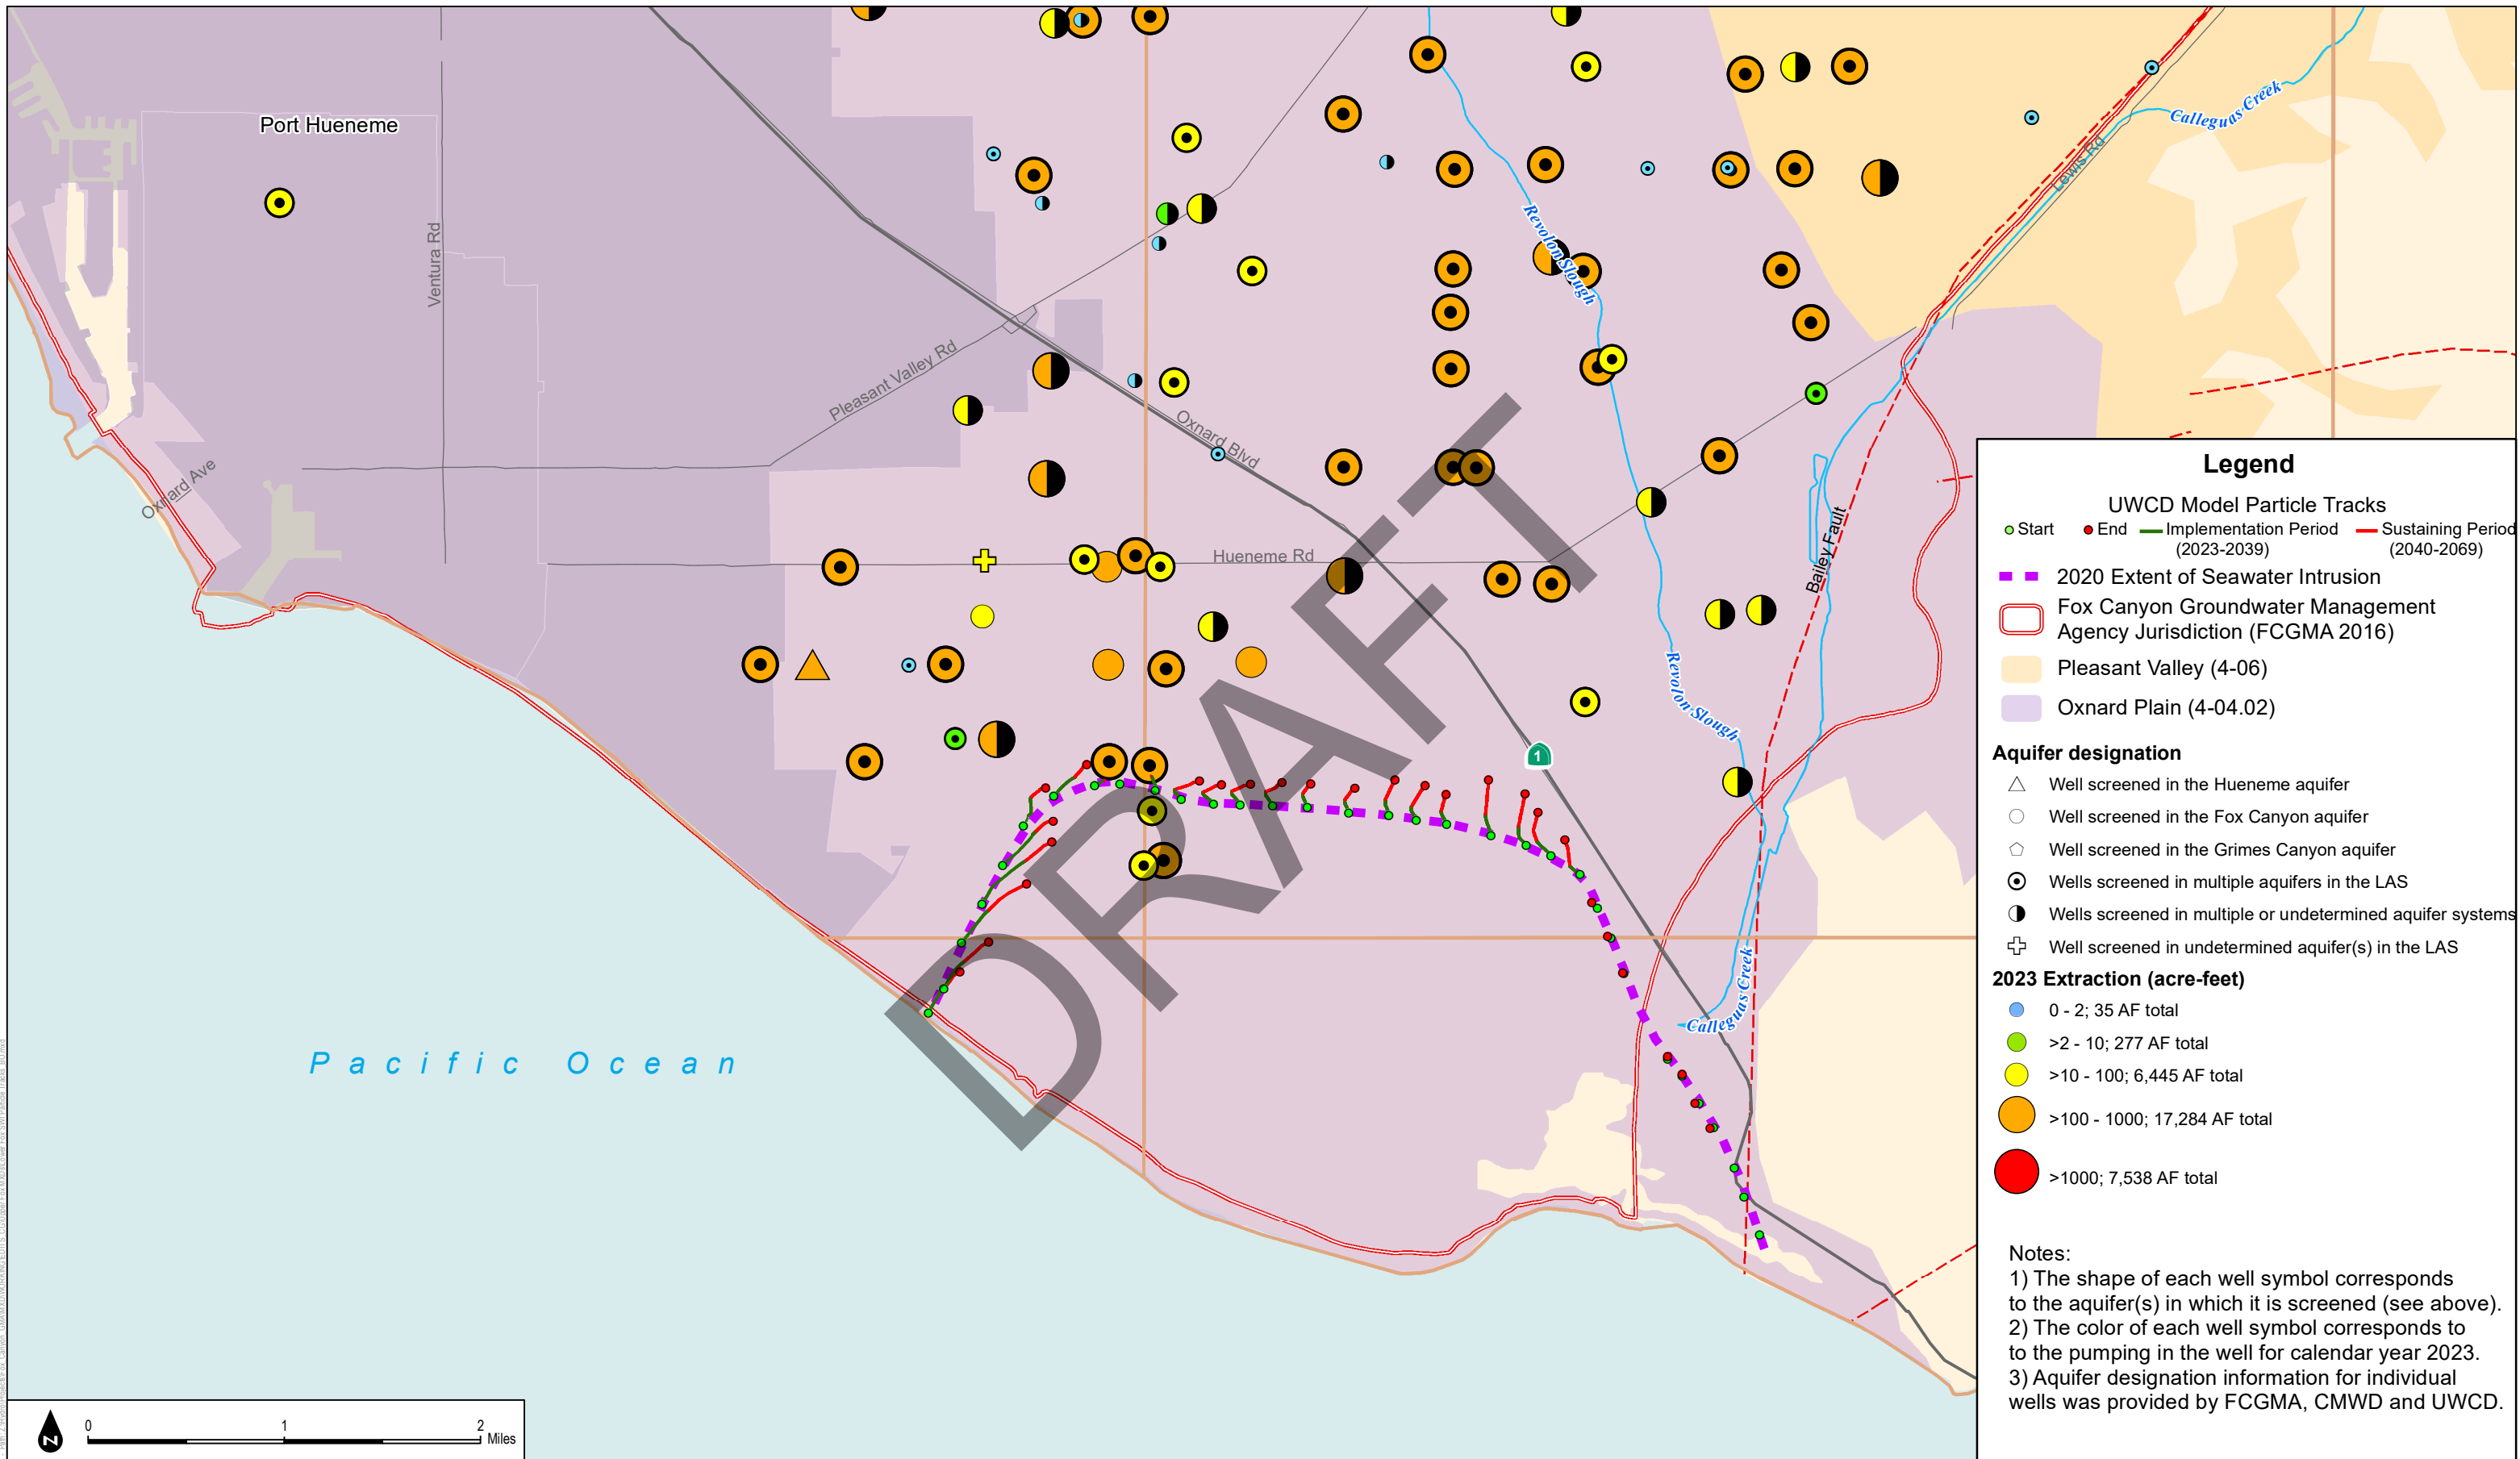 Port Hueneme
Ventura Rd
Oxnard Ave
Pleasant Valley Rd
Oxnard Blvd
Hueneme Rd
Revolon Slough
Revolon Slough
Calleguas Creek
Lewis Rd
Bailey Fault
Calleguas Creek
1
Pacific Ocean
DRAFT
N
0 1 2
Miles
Legend
UWCD Model Particle Tracks
Start End Implementation Period Sustaining Period
(2023-2039) (2040-2069)
2020 Extent of Seawater Intrusion
Fox Canyon Groundwater Management
Agency Jurisdiction (FCGMA 2016)
Pleasant Valley (4-06)
Oxnard Plain (4-04.02)
Aquifer designation
Well screened in the Hueneme aquifer
Well screened in the Fox Canyon aquifer
Well screened in the Grimes Canyon aquifer
Wells screened in multiple aquifers in the LAS
Wells screened in multiple or undetermined aquifer systems
Well screened in undetermined aquifer(s) in the LAS
2023 Extraction (acre-feet)
0 - 2; 35 AF total
>2 - 10; 277 AF total
>10 - 100; 6,445 AF total
>100 - 1000; 17,284 AF total
>1000; 7,538 AF total
Notes:
1) The shape of each well symbol corresponds
to the aquifer(s) in which it is screened (see above).
2) The color of each well symbol corresponds to
to the pumping in the well for calendar year 2023.
3) Aquifer designation information for individual
wells was provided by FCGMA, CMWD and UWCD.